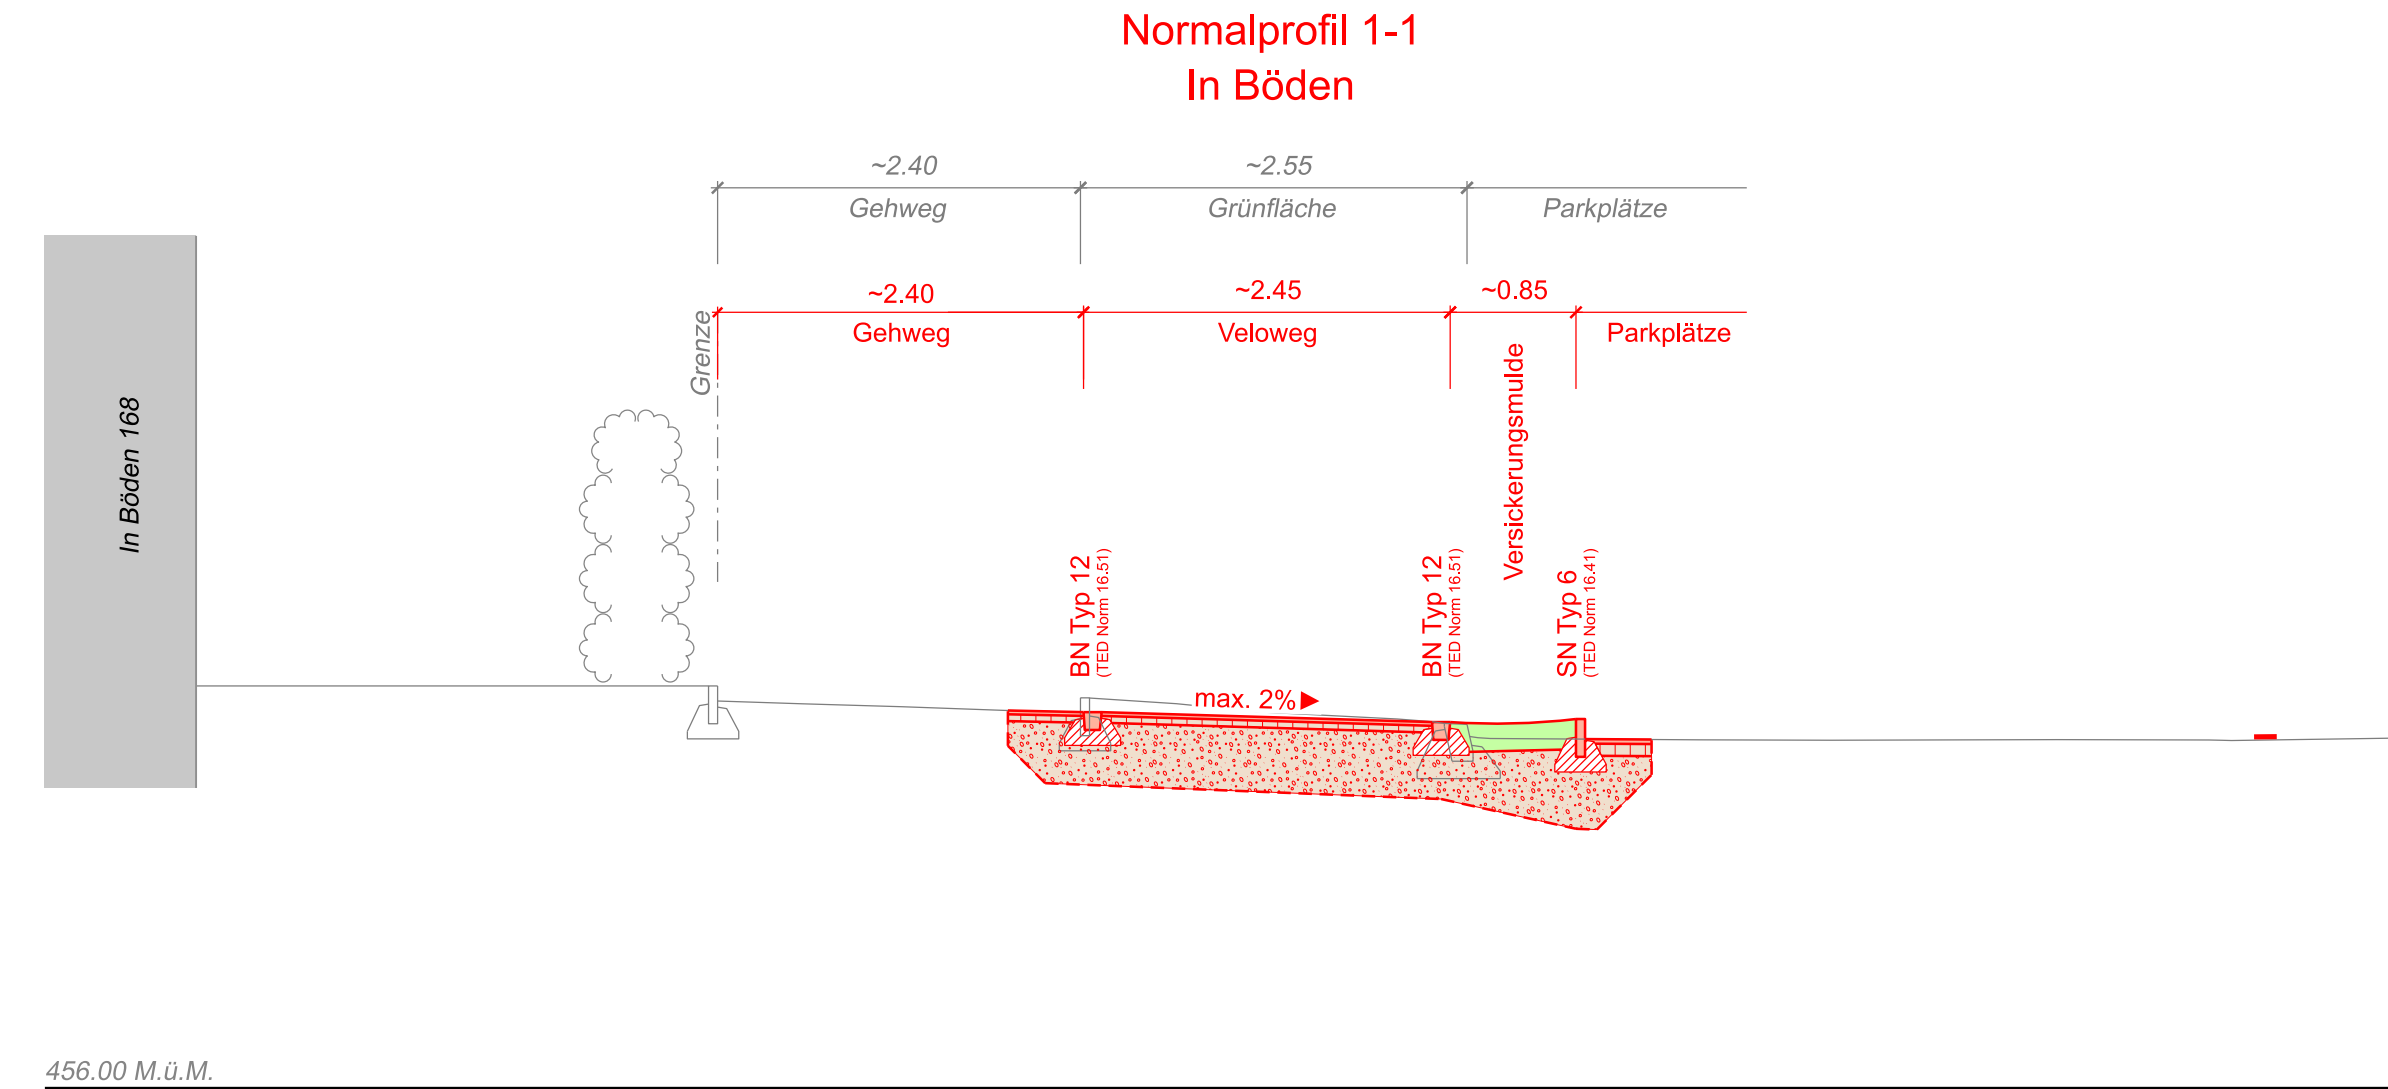 Normalprofil 1-1
In Böden
~2.40
~2.55
Gehweg
Grünfläche
Parkplätze
~2.40
~2.45
~0.85
Gehweg
Veloweg
Parkplätze
Grenze
Versickerungsmulde
In Böden 168
BN Typ 12
(TED Norm 16.51)
BN Typ 12
(TED Norm 16.51)
SN Typ 6
(TED Norm 16.41)
max. 2%
456.00 M.ü.M.